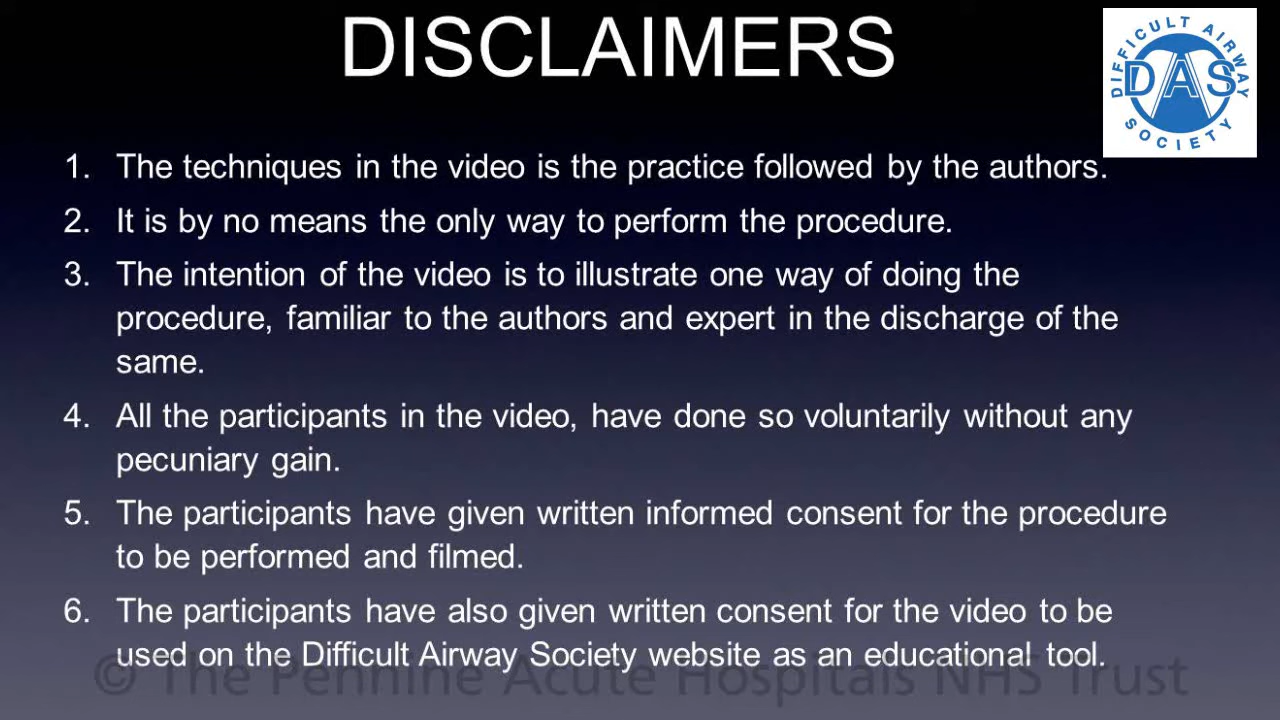 DISCLAIMERS
DIFFICULT AIRWAY
DAS
SOCIETY
1. The techniques in the video is the practice followed by the authors.
2. It is by no means the only way to perform the procedure.
3. The intention of the video is to illustrate one way of doing the
procedure, familiar to the authors and expert in the discharge of the
same.
4. All the participants in the video, have done so voluntarily without any
pecuniary gain.
5. The participants have given written informed consent for the procedure
to be performed and filmed.
6. The participants have also given written consent for the video to be
used on the Difficult Airway Society website as an educational tool.
© The Pennine Acute Hospitals NHS Trust